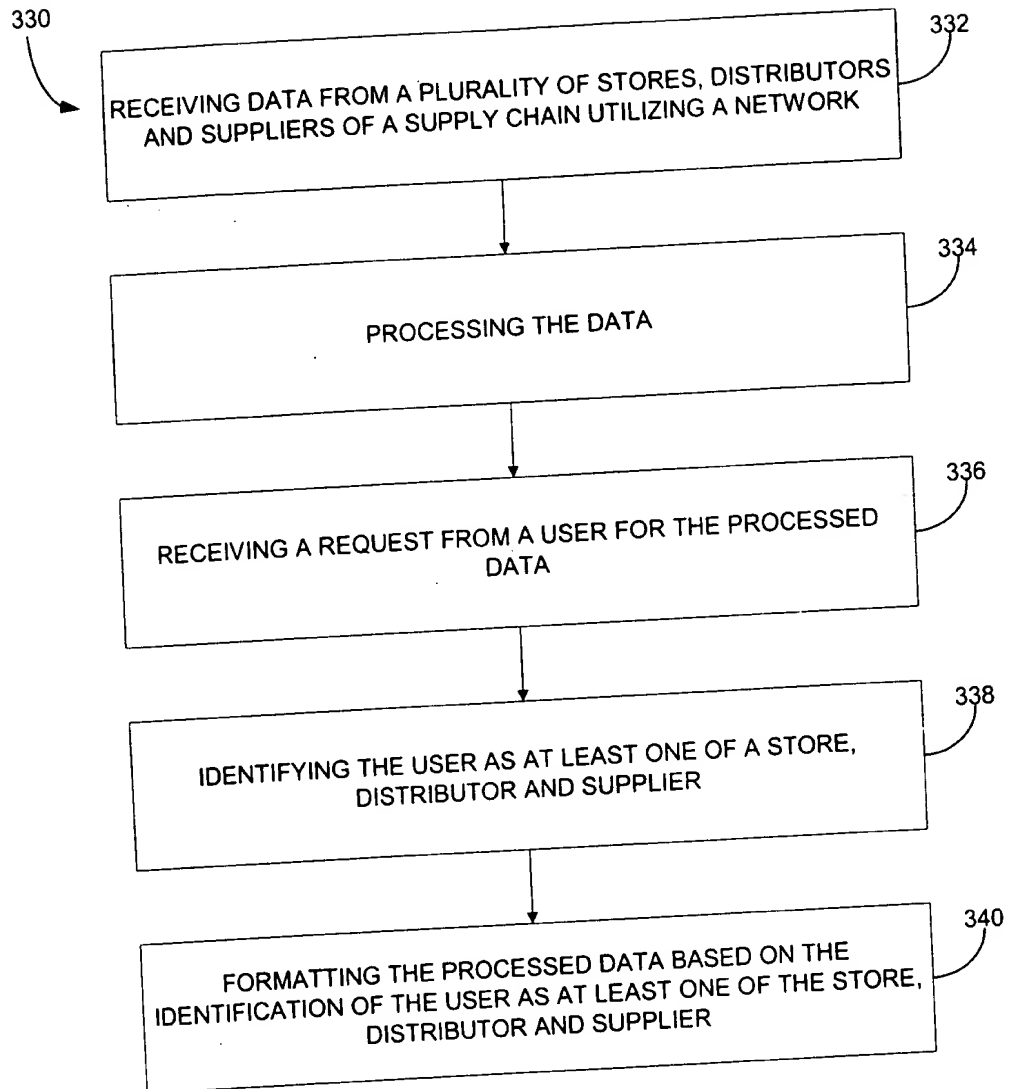 330
332
RECEIVING DATA FROM A PLURALITY OF STORES, DISTRIBUTORS
AND SUPPLIERS OF A SUPPLY CHAIN UTILIZING A NETWORK
334
PROCESSING THE DATA
336
RECEIVING A REQUEST FROM A USER FOR THE PROCESSED
DATA
338
IDENTIFYING THE USER AS AT LEAST ONE OF A STORE,
DISTRIBUTOR AND SUPPLIER
340
FORMATTING THE PROCESSED DATA BASED ON THE
IDENTIFICATION OF THE USER AS AT LEAST ONE OF THE STORE,
DISTRIBUTOR AND SUPPLIER